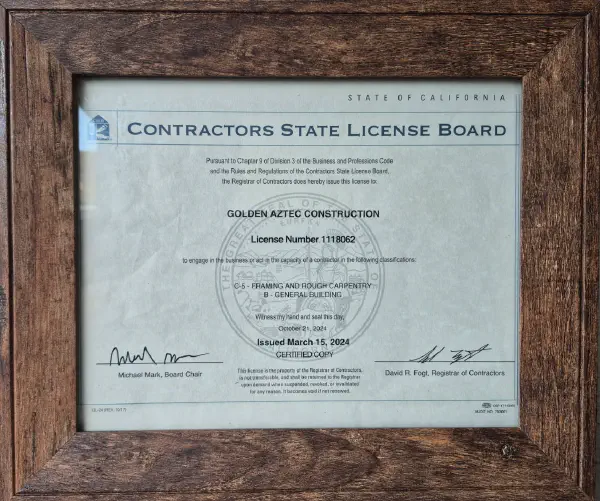 STATE OF CALIFORNIA
CONTRACTORS STATE LICENSE BOARD
Pursuant to Chapter 9 of Division 3 of the Business and Professions Code
and the Rules and Regulations of the Contractors State License Board,
the Registrar of Contractors does hereby issue this license to:
GOLDEN AZTEC CONSTRUCTION
License Number 1118062
to engage in the business or act in the capacity of a contractor in the following classifications:
C-5 - FRAMING AND ROUGH CARPENTRY
B - GENERAL BUILDING
Witness my hand and seal this day,
October 21, 2024
Issued March 15, 2024
CERTIFIED COPY
Michael Mark, Board Chair
David R. Fogt, Registrar of Contractors
This license is the property of the Registrar of Contractors,
is not transferable, and shall be returned to the Registrar
upon demand when suspended, revoked, or invalidated
for any reason. It becomes void if not renewed.